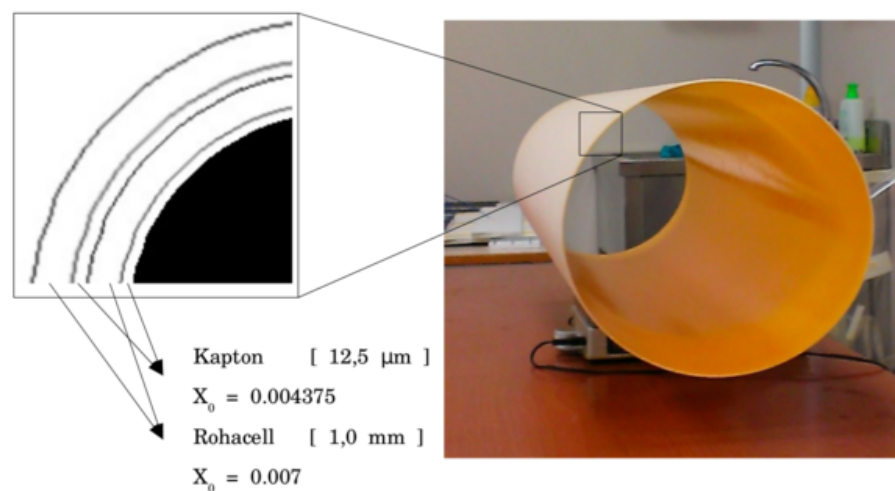 Kapton [ 12,5 μm ]
X₀ = 0.004375
Rohacell [ 1,0 mm ]
X₀ = 0.007